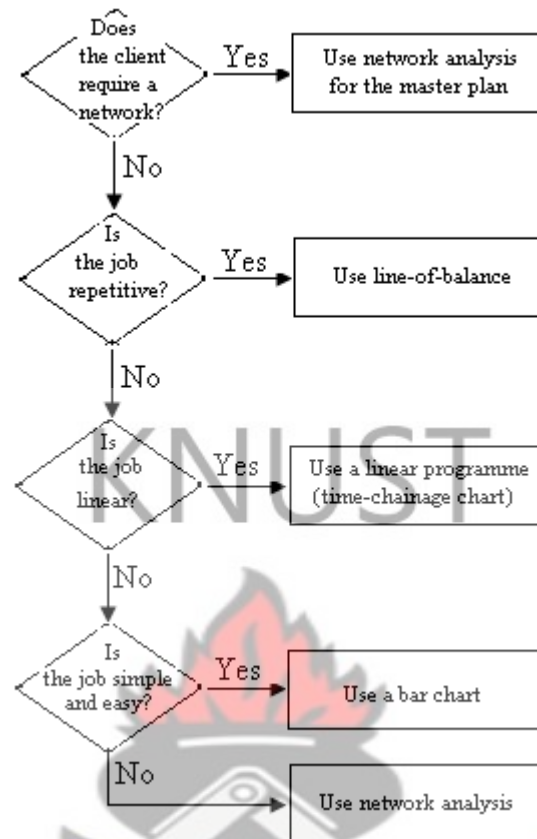 Does
the client
require a
network?
Yes
Use network analysis
for the master plan
No
Is
the job
repetitive?
Yes
Use line-of-balance
No
Is
the job
linear?
Yes
Use a linear programme
(time-chainage chart)
KNUST
No
Is
the job simple
and easy?
Yes
Use a bar chart
No
Use network analysis